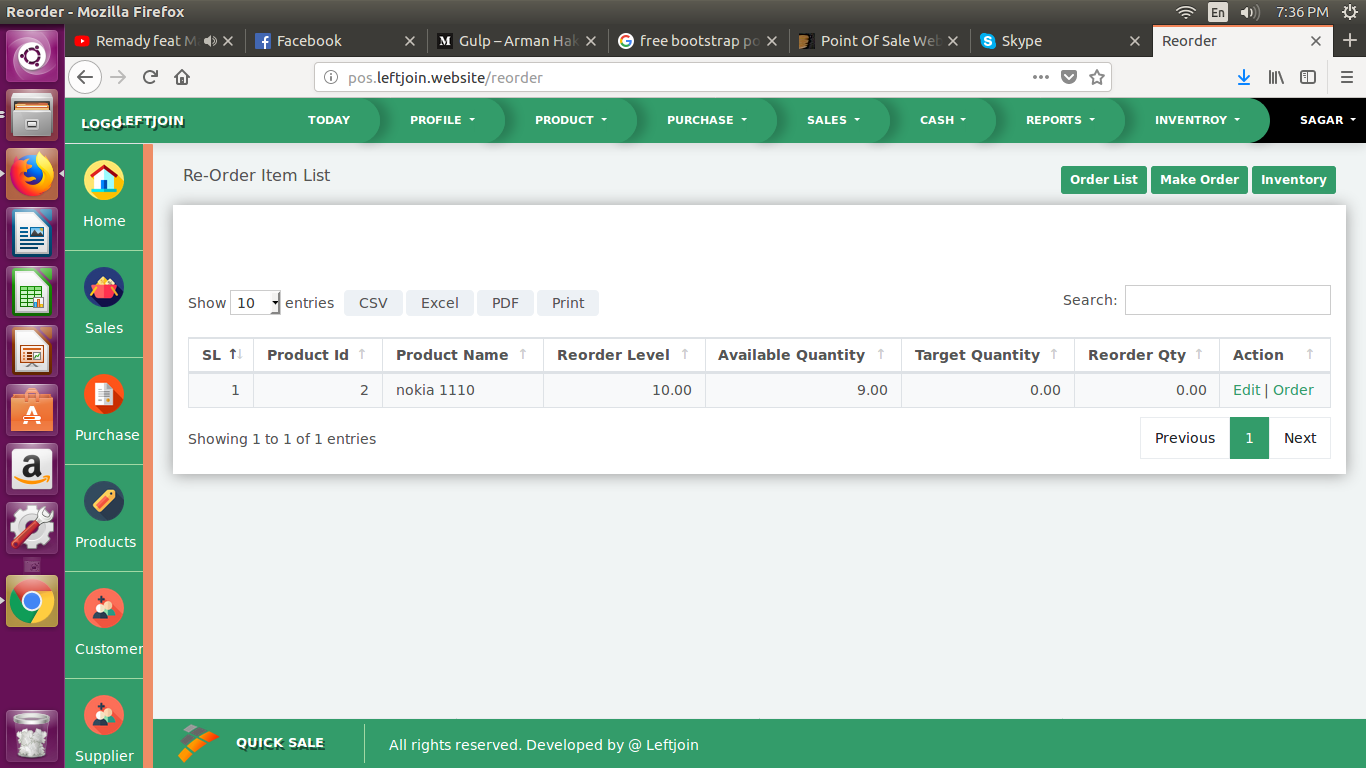 Reorder - Mozilla Firefox
En
7:36 PM
Remady feat M
Facebook
Gulp – Arman Hak
free bootstrap po
Point Of Sale Web
Skype
Reorder
pos.leftjoin.website/reorder
LOGO LEFTJOIN
TODAY
PROFILE
PRODUCT
PURCHASE
SALES
CASH
REPORTS
INVENTROY
SAGAR
Home
Sales
Purchase
Products
Customer
Supplier
Re-Order Item List
Order List
Make Order
Inventory
Show 10 entries
CSV
Excel
PDF
Print
Search:
SL Product Id Product Name Reorder Level Available Quantity Target Quantity Reorder Qty Action
1 2 nokia 1110 10.00 9.00 0.00 0.00 Edit | Order
Showing 1 to 1 of 1 entries
Previous 1 Next
QUICK SALE
All rights reserved. Developed by @ Leftjoin